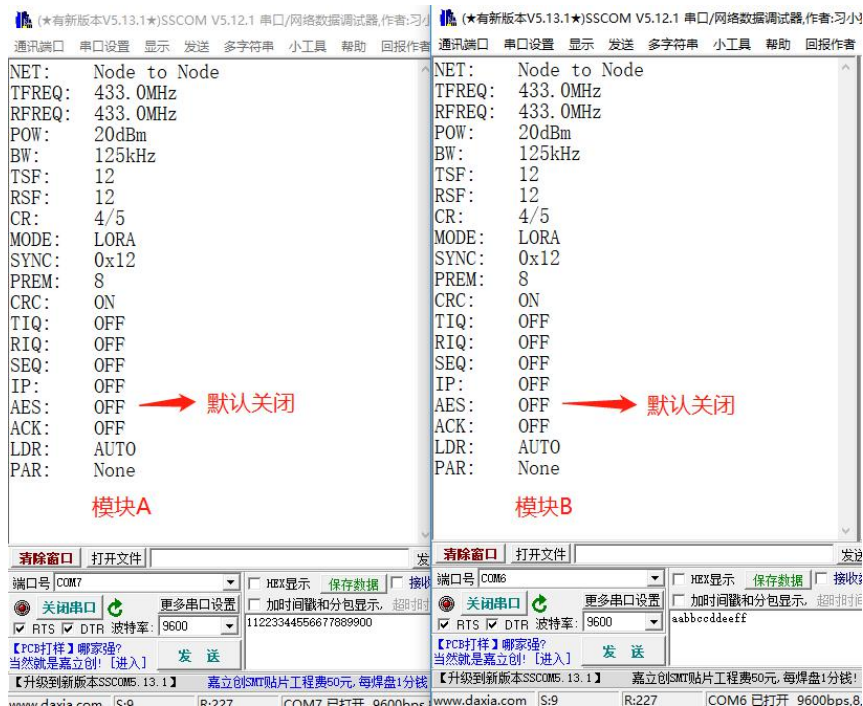 (★有新版本V5.13.1★)SSCOM V5.12.1 串口/网络数据调试器,作者:习小
通讯端口 串口设置 显示 发送 多字符串 小工具 帮助 回报作者
NET: Node to Node
TFREQ: 433.0MHz
RFREQ: 433.0MHz
POW: 20dBm
BW: 125kHz
TSF: 12
RSF: 12
CR: 4/5
MODE: LORA
SYNC: 0x12
PREM: 8
CRC: ON
TIQ: OFF
RIQ: OFF
SEQ: OFF
IP: OFF
AES: OFF 默认关闭
ACK: OFF
LDR: AUTO
PAR: None
模块A
清除窗口 打开文件 发
端口号 COM7 HEX显示 保存数据 接收
关闭串口 更多串口设置 加时间戳和分包显示, 超时时
RTS DTR 波特率: 9600 1122334455667788 9900
【PCB打样】哪家强?
当然就是嘉立创!【进入】 发 送
【升级到新版本SSCOM5.13.1】 嘉立创SMT贴片工程费50元,每焊盘1分钱
www.daxia.com S:9 R:227 COM7 已打开 9600bps
(★有新版本V5.13.1★)SSCOM V5.12.1 串口/网络数据调试器,作者:习小
通讯端口 串口设置 显示 发送 多字符串 小工具 帮助 回报作者
NET: Node to Node
TFREQ: 433.0MHz
RFREQ: 433.0MHz
POW: 20dBm
BW: 125kHz
TSF: 12
RSF: 12
CR: 4/5
MODE: LORA
SYNC: 0x12
PREM: 8
CRC: ON
TIQ: OFF
RIQ: OFF
SEQ: OFF
IP: OFF
AES: OFF 默认关闭
ACK: OFF
LDR: AUTO
PAR: None
模块B
清除窗口 打开文件 发送
端口号 COM6 HEX显示 保存数据 接收
关闭串口 更多串口设置 加时间戳和分包显示, 超时时
RTS DTR 波特率: 9600 aabbccddeeff
【PCB打样】哪家强?
当然就是嘉立创!【进入】 发 送
【升级到新版本SSCOM5.13.1】 嘉立创SMT贴片工程费50元,每焊盘1分钱!
www.daxia.com S:9 R:227 COM6 已打开 9600bps,8